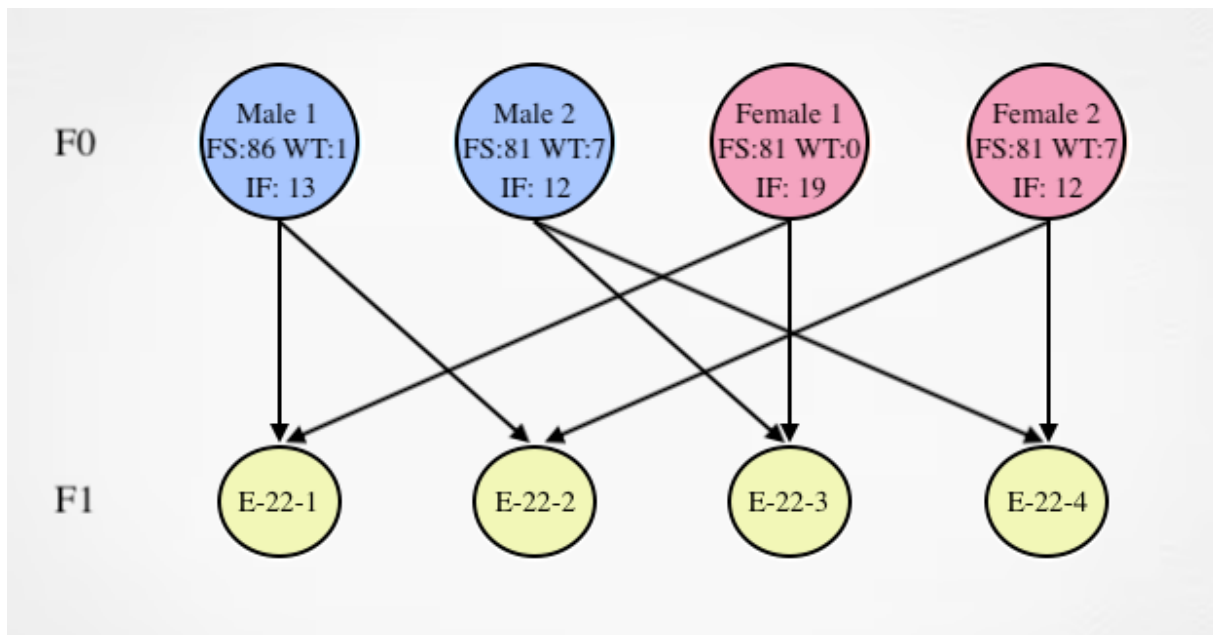 F0
Male 1
FS:86 WT:1
IF: 13
Male 2
FS:81 WT:7
IF: 12
Female 1
FS:81 WT:0
IF: 19
Female 2
FS:81 WT:7
IF: 12
F1
E-22-1
E-22-2
E-22-3
E-22-4